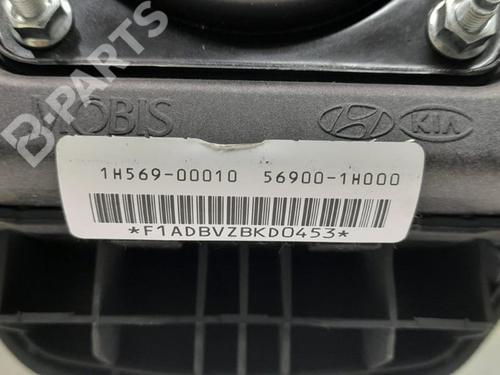 B-PARTS
MOBIS
KIA
1H569-00010 56900-1H000
*F1ADBVZBKD0453*